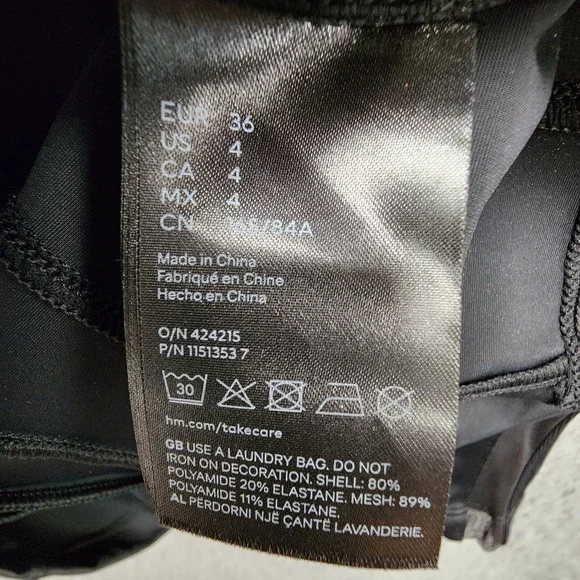 EUR 36
US 4
CA 4
MX 4
CN 165/84A
Made in China
Fabriqué en Chine
Hecho en China
O/N 424215
P/N 1151353 7
30
hm.com/takecare
GB USE A LAUNDRY BAG. DO NOT
IRON ON DECORATION. SHELL: 80%
POLYAMIDE 20% ELASTANE. MESH: 89%
POLYAMIDE 11% ELASTANE.
AL PËRDORNI NJË ÇANTË LAVANDERIE.